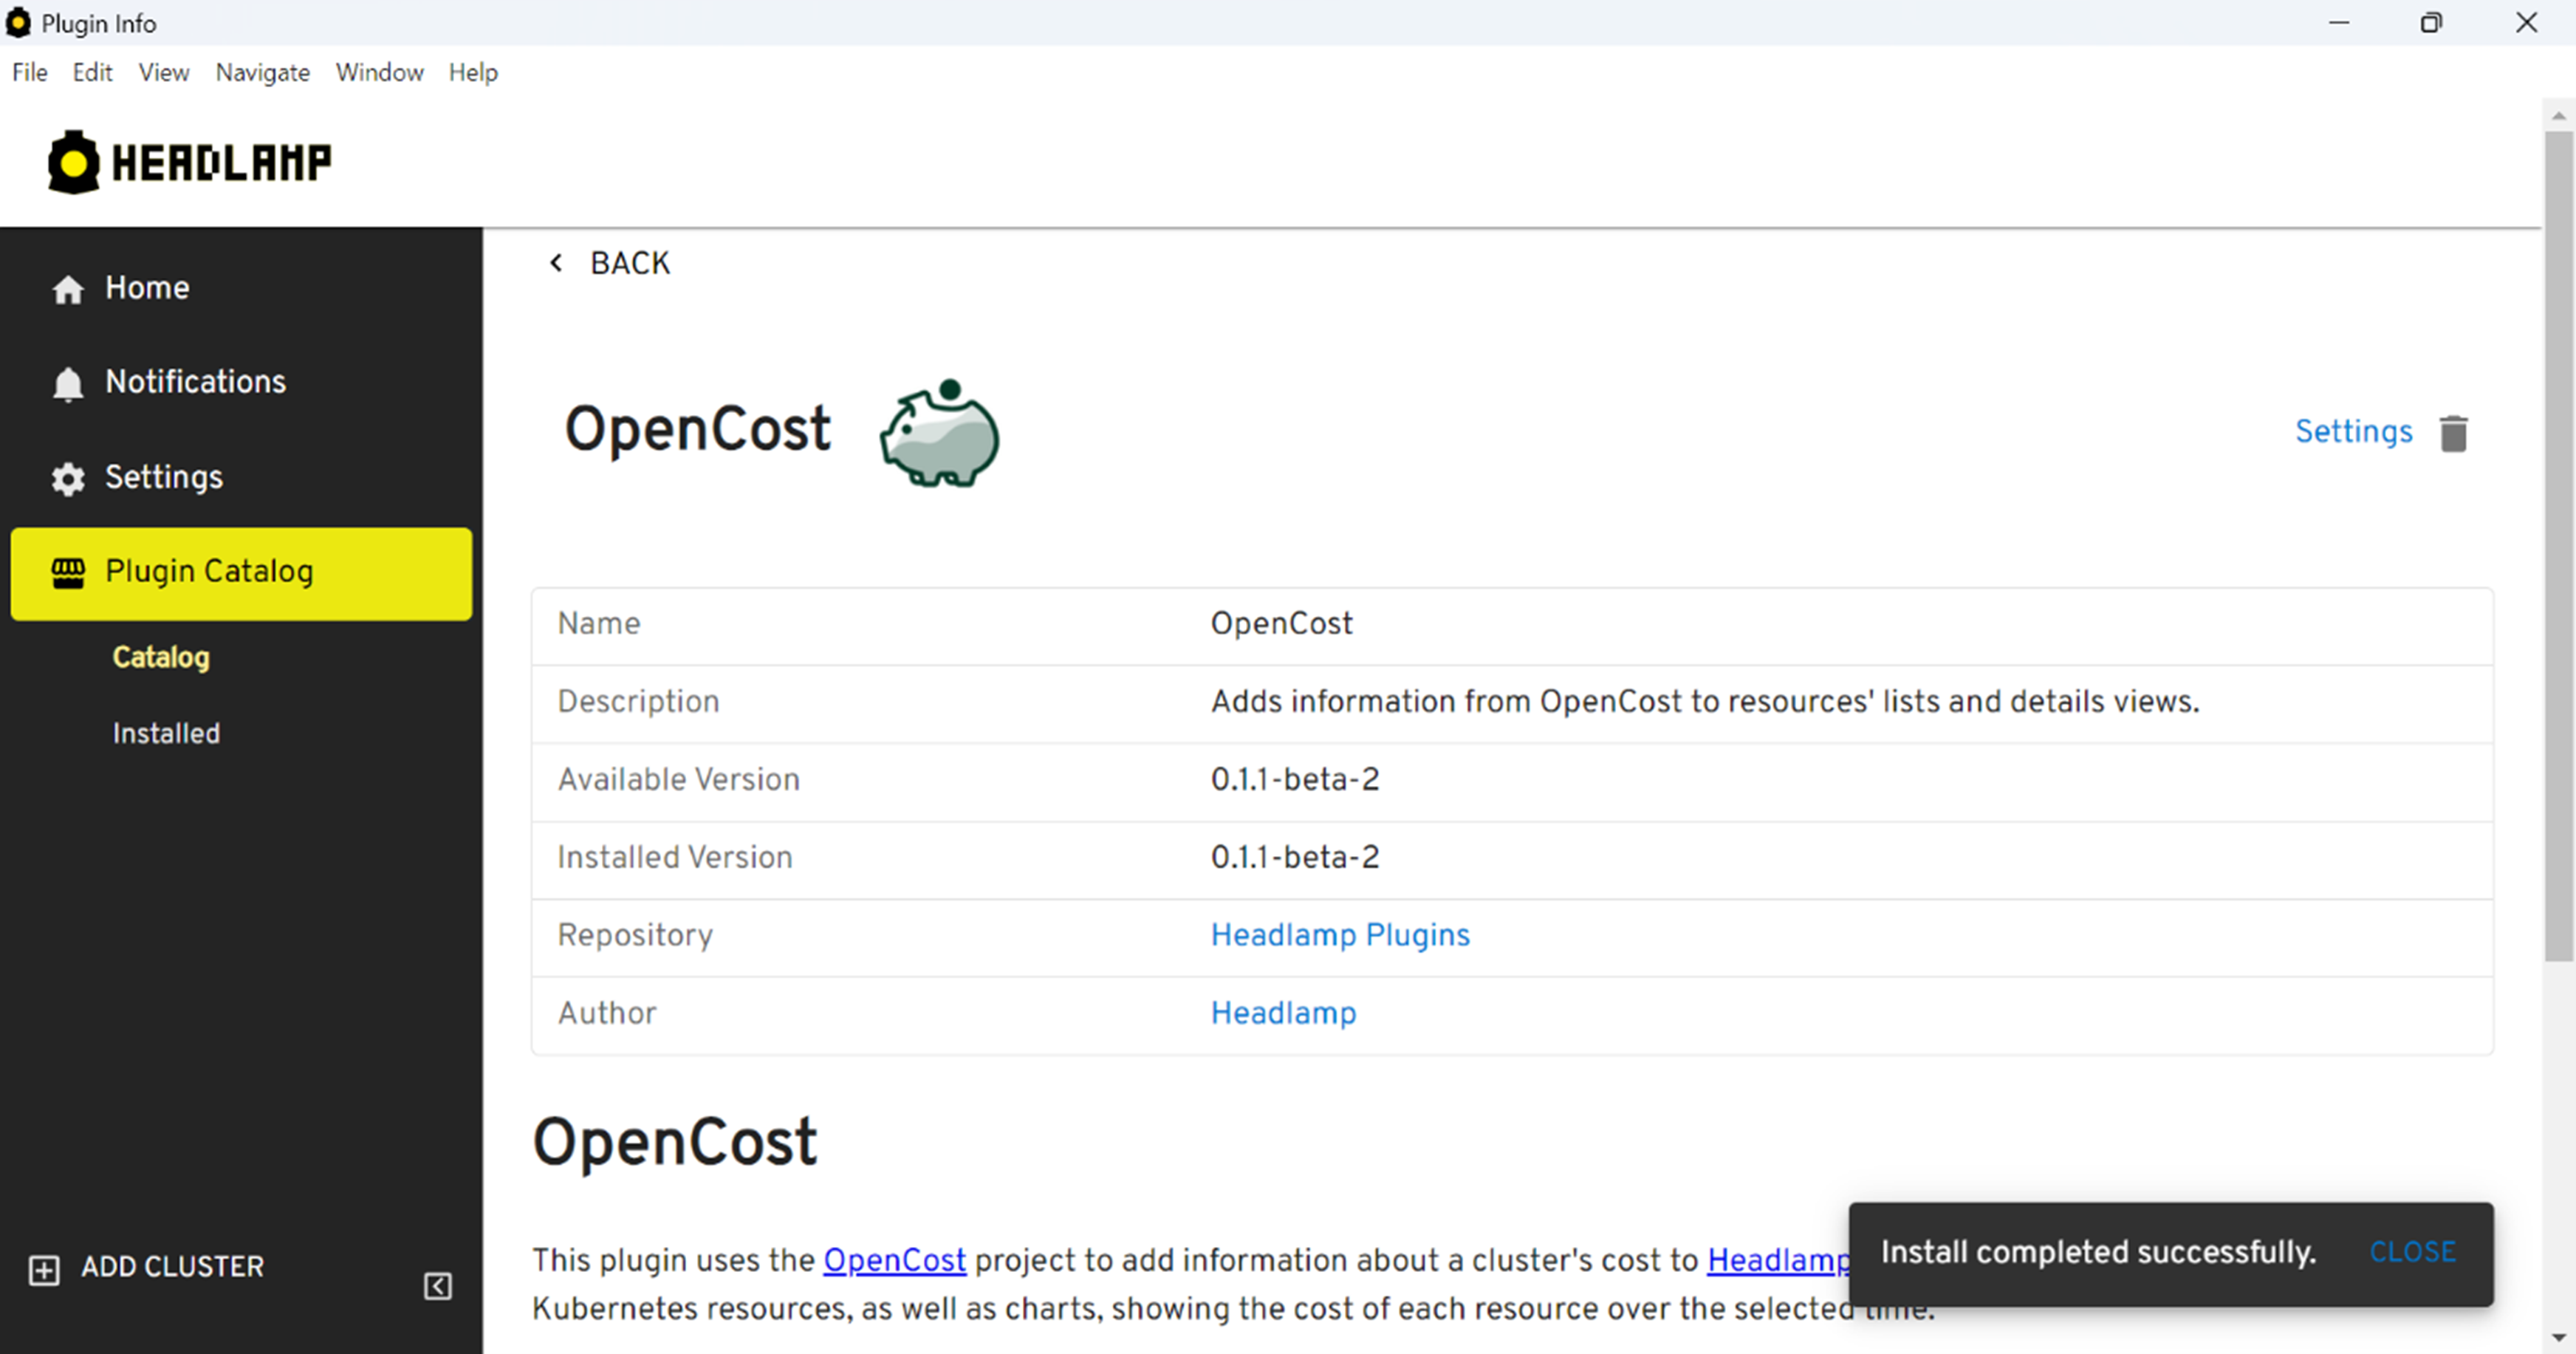 Plugin Info
File Edit View Navigate Window Help
HEADLAMP
Home
Notifications
Settings
Plugin Catalog
Catalog
Installed
ADD CLUSTER
BACK
OpenCost
Settings
Name OpenCost
Description Adds information from OpenCost to resources' lists and details views.
Available Version 0.1.1-beta-2
Installed Version 0.1.1-beta-2
Repository Headlamp Plugins
Author Headlamp
OpenCost
This plugin uses the OpenCost project to add information about a cluster's cost to Headlamp
Kubernetes resources, as well as charts, showing the cost of each resource over the selected time.
Install completed successfully. CLOSE